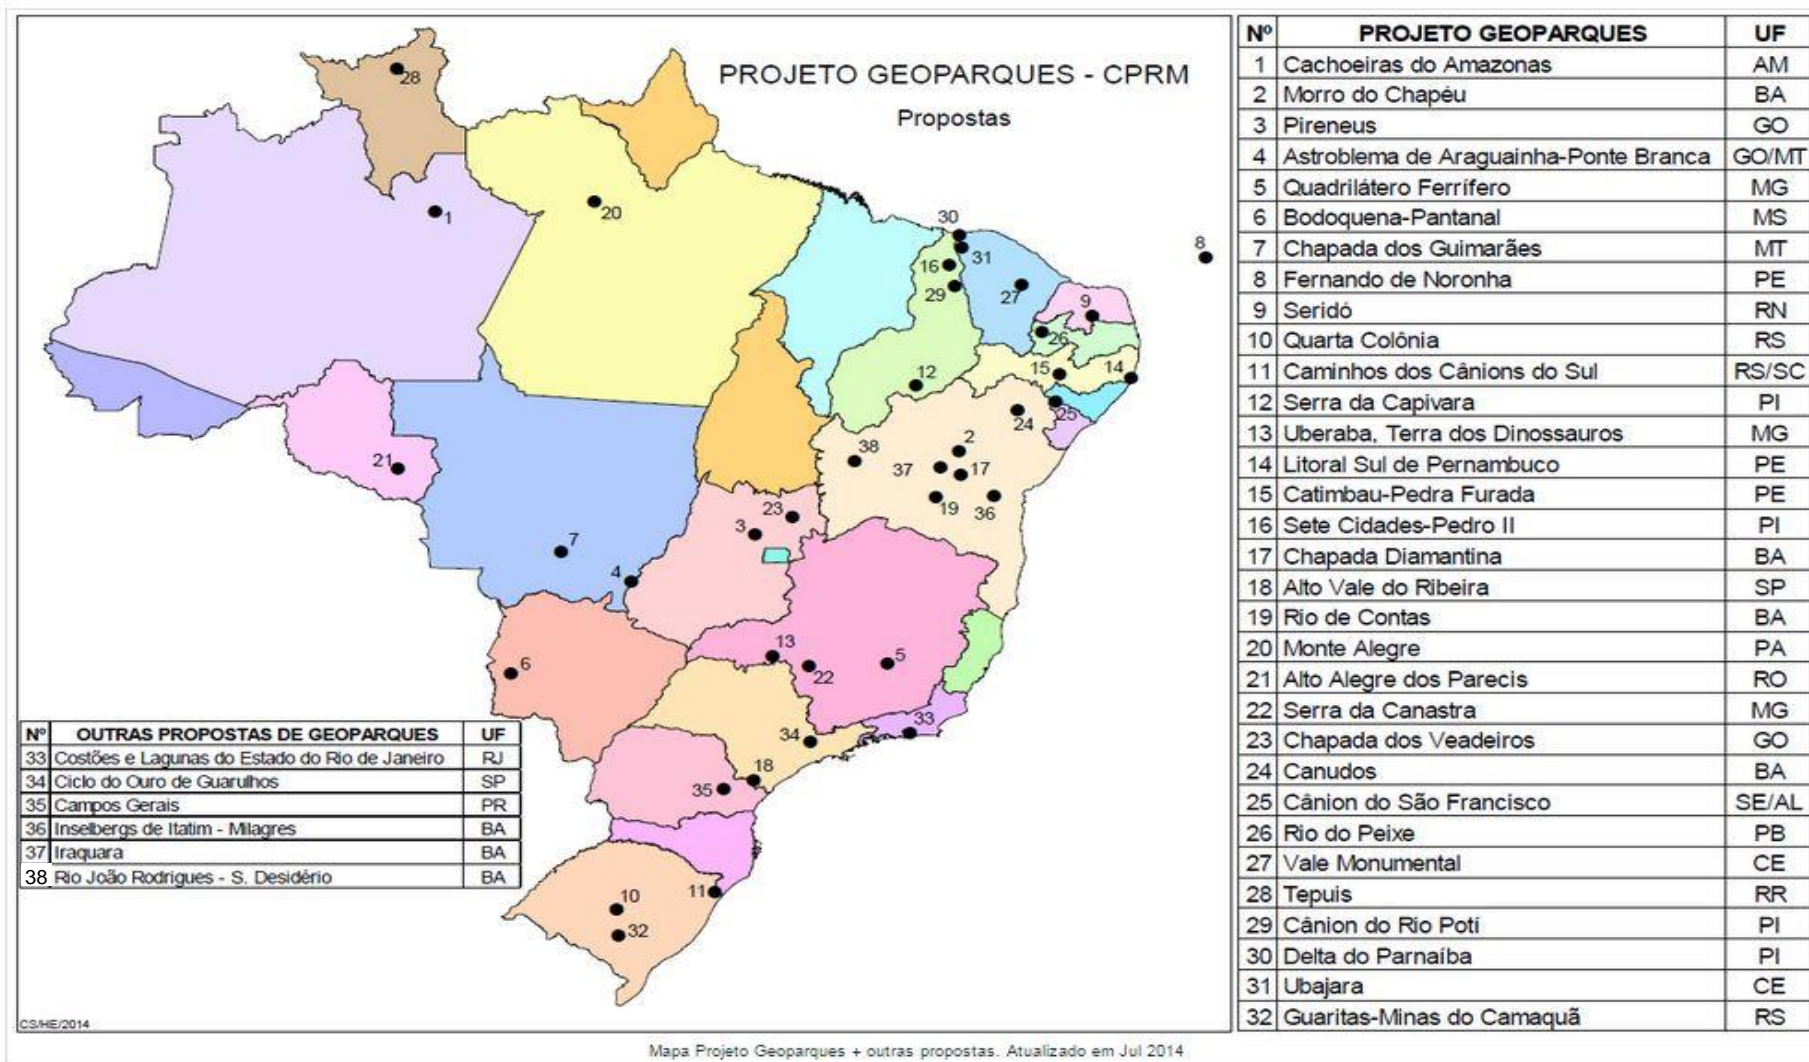 PROJETO GEOPARQUES - CPRM
Propostas
28
1
20
30
31
16
29
27
8
9
26
12
15
14
25
24
38
2
37
17
19
36
21
23
3
7
4
13
22
5
6
33
34
18
35
11
10
32
Nº OUTRAS PROPOSTAS DE GEOPARQUES UF
33 Costões e Lagunas do Estado do Rio de Janeiro RJ
34 Ciclo do Ouro de Guarulhos SP
35 Campos Gerais PR
36 Inselbergs de Itatim - Milagres BA
37 Iraquara BA
38 Rio João Rodrigues - S. Desidério BA
CS/HE/2014
Nº PROJETO GEOPARQUES UF
1 Cachoeiras do Amazonas AM
2 Morro do Chapéu BA
3 Pireneus GO
4 Astroblema de Araguainha-Ponte Branca GO/MT
5 Quadrilátero Ferrífero MG
6 Bodoquena-Pantanal MS
7 Chapada dos Guimarães MT
8 Fernando de Noronha PE
9 Seridó RN
10 Quarta Colônia RS
11 Caminhos dos Cânions do Sul RS/SC
12 Serra da Capivara PI
13 Uberaba, Terra dos Dinossauros MG
14 Litoral Sul de Pernambuco PE
15 Catimbau-Pedra Furada PE
16 Sete Cidades-Pedro II PI
17 Chapada Diamantina BA
18 Alto Vale do Ribeira SP
19 Rio de Contas BA
20 Monte Alegre PA
21 Alto Alegre dos Parecis RO
22 Serra da Canastra MG
23 Chapada dos Veadeiros GO
24 Canudos BA
25 Cânion do São Francisco SE/AL
26 Rio do Peixe PB
27 Vale Monumental CE
28 Tepuis RR
29 Cânion do Rio Potí PI
30 Delta do Parnaíba PI
31 Ubajara CE
32 Guaritas-Minas do Camaquã RS
Mapa Projeto Geoparques + outras propostas. Atualizado em Jul 2014